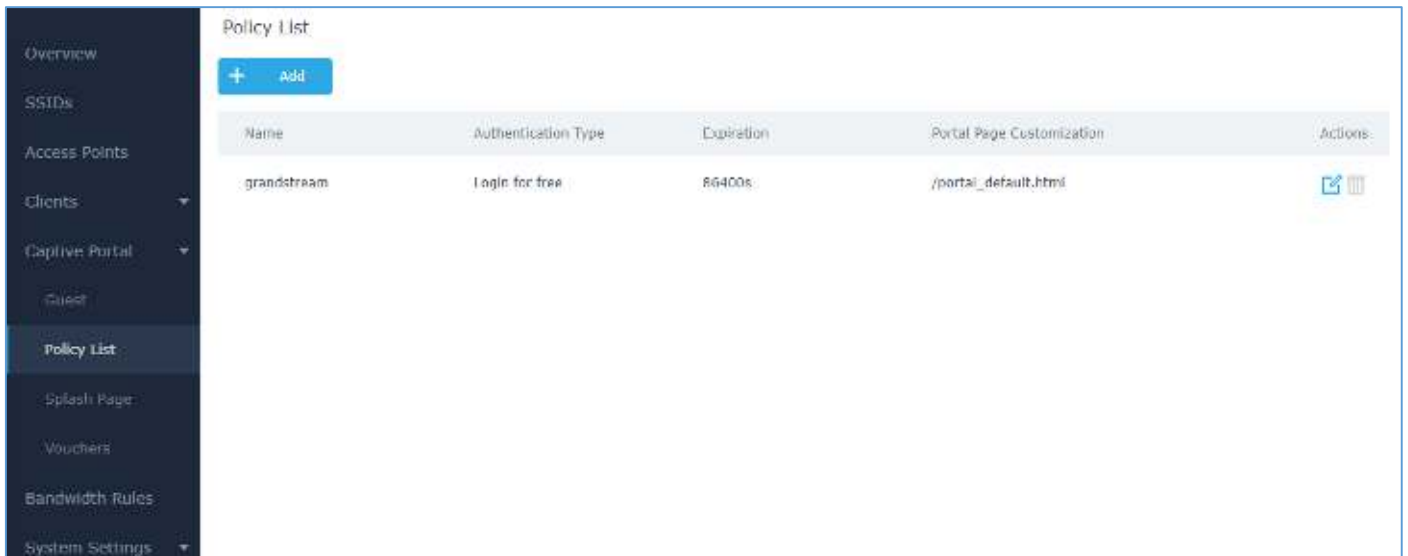 Policy List
Overview
+ Add
SSIDs
Name Authentication Type Expiration Portal Page Customization Actions
Access Points
grandstream Login for free 86400s /portal_default.html
Clients
Captive Portal
Guest
Policy List
Splash Page
Vouchers
Bandwidth Rules
System Settings